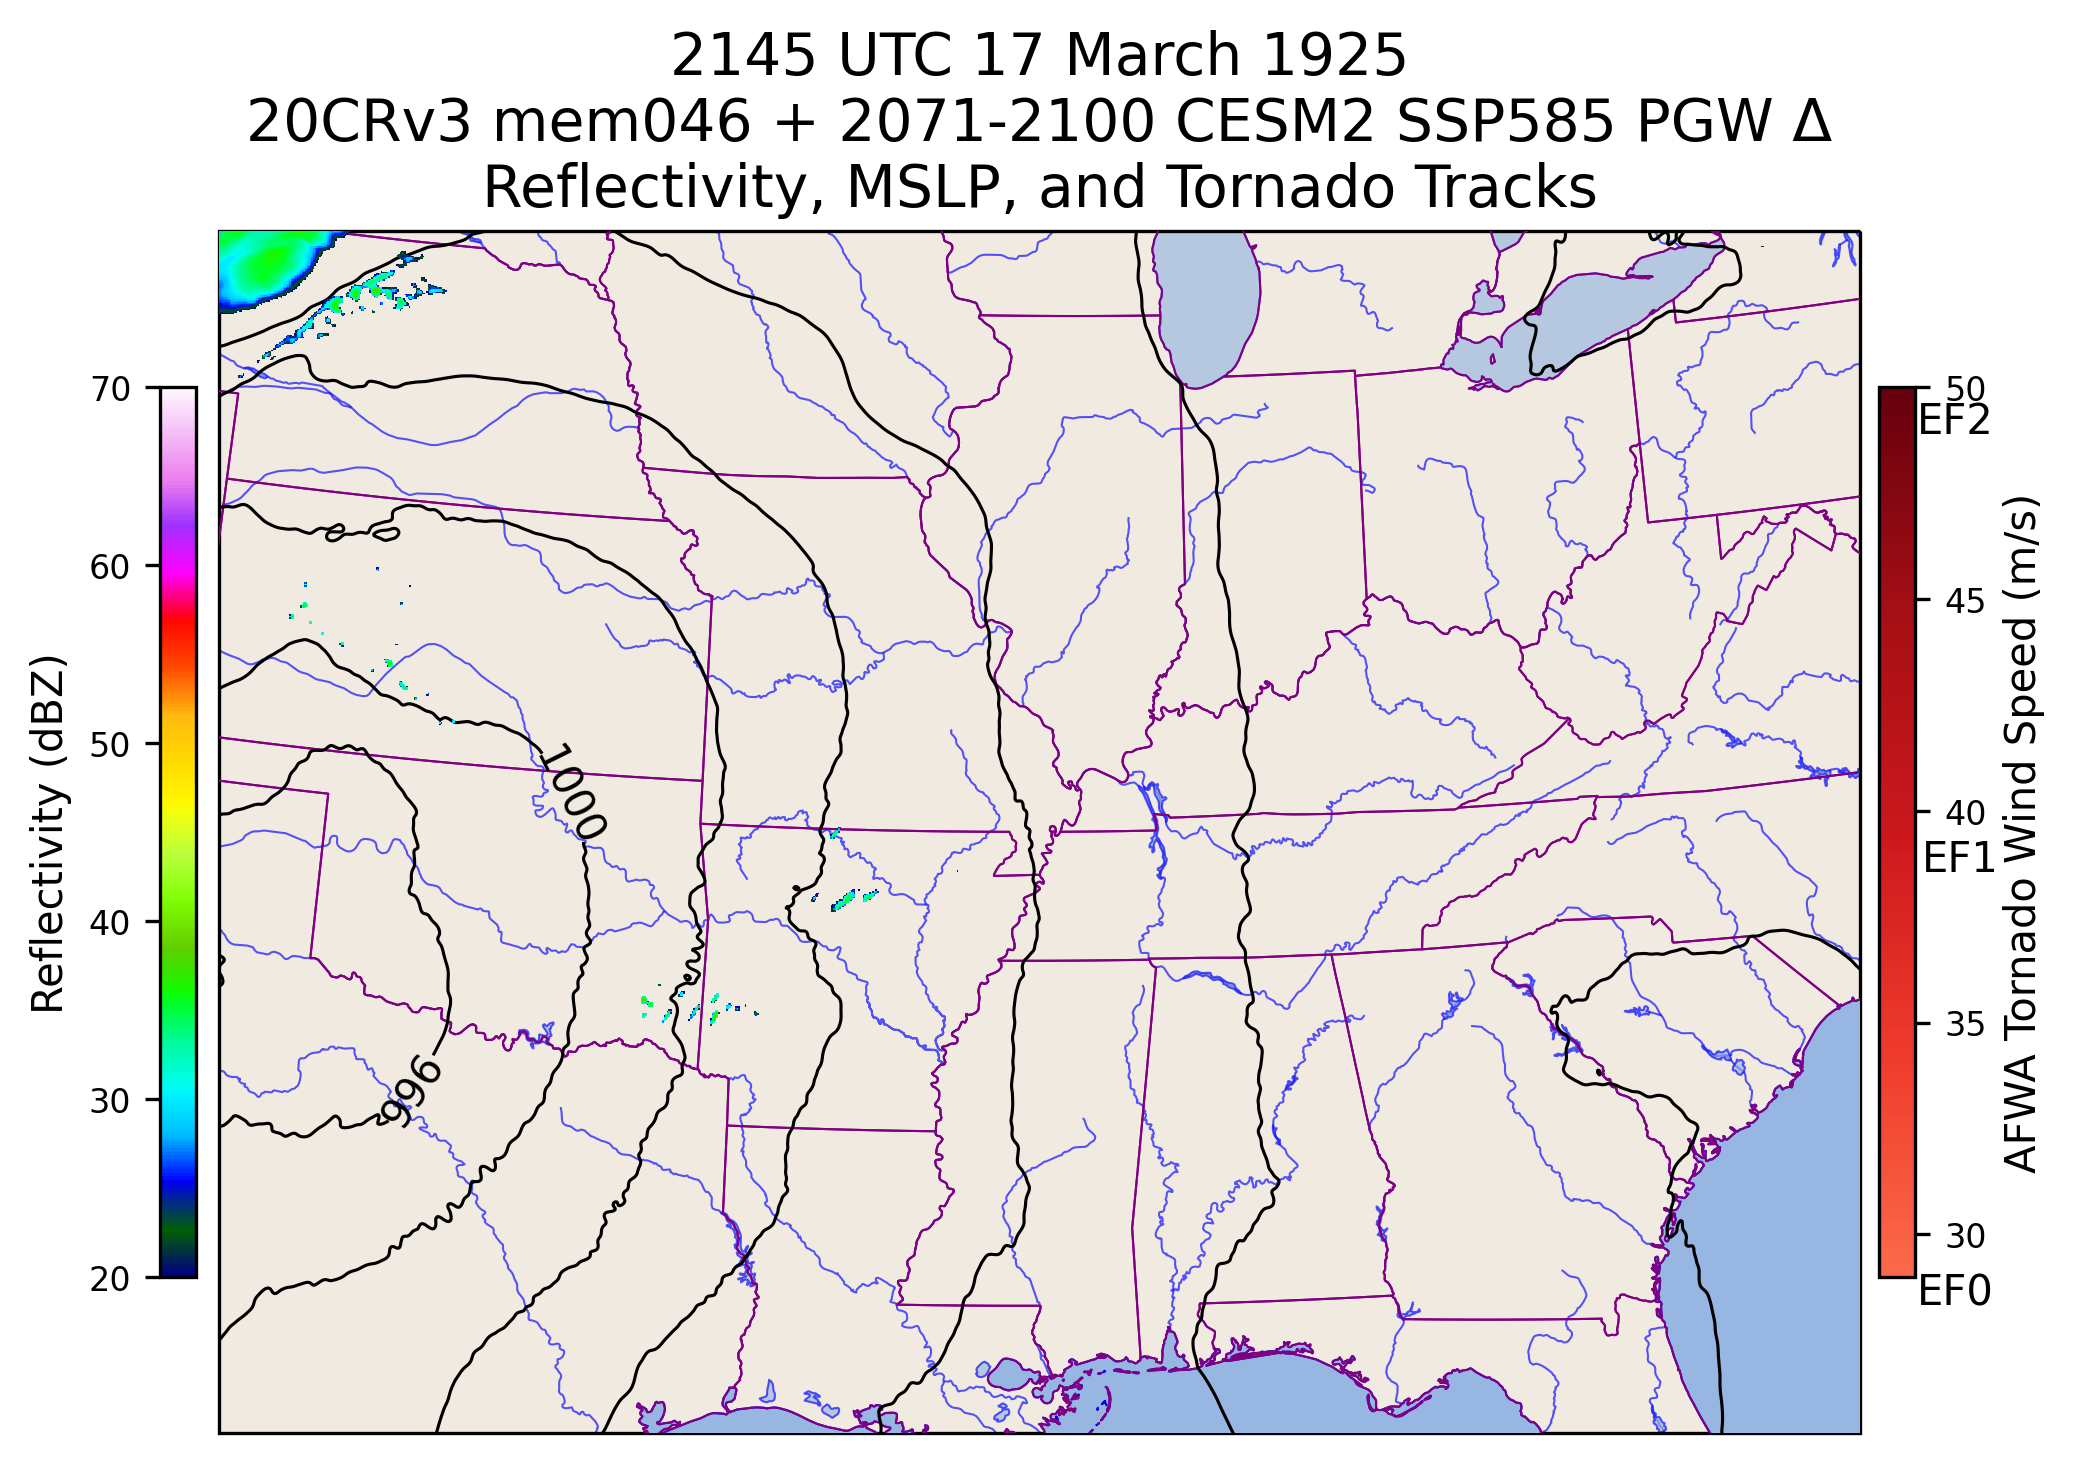 2145 UTC 17 March 1925
20CRv3 mem046 + 2071-2100 CESM2 SSP585 PGW Δ
Reflectivity, MSLP, and Tornado Tracks
70
60
50
40
30
20
Reflectivity (dBZ)
1000
996
50
EF2
45
40
EF1
35
30
EF0
AFWA Tornado Wind Speed (m/s)